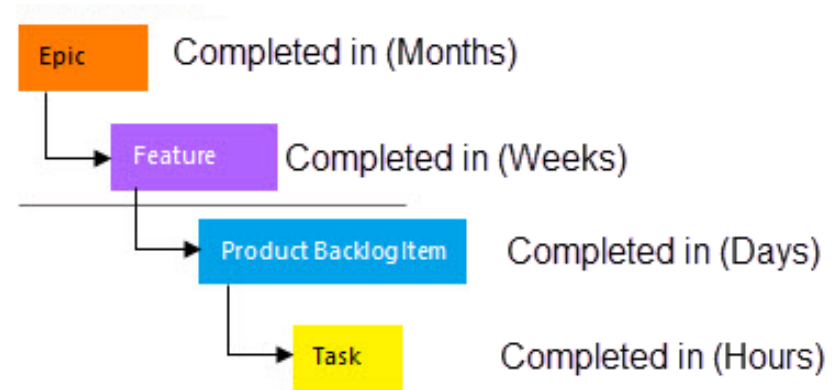 Epic Completed in (Months)
Feature Completed in (Weeks)
Product Backlog Item Completed in (Days)
Task Completed in (Hours)